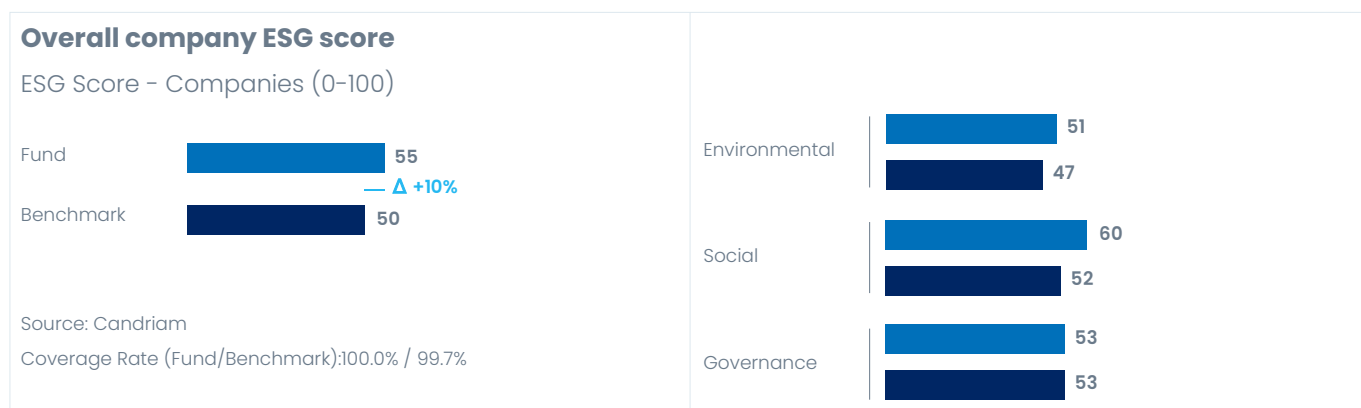 Overall company ESG score
ESG Score - Companies (0-100)
Fund
55
Δ +10%
Benchmark
50
Source: Candriam
Coverage Rate (Fund/Benchmark):100.0% / 99.7%
Environmental
51
47
Social
60
52
Governance
53
53